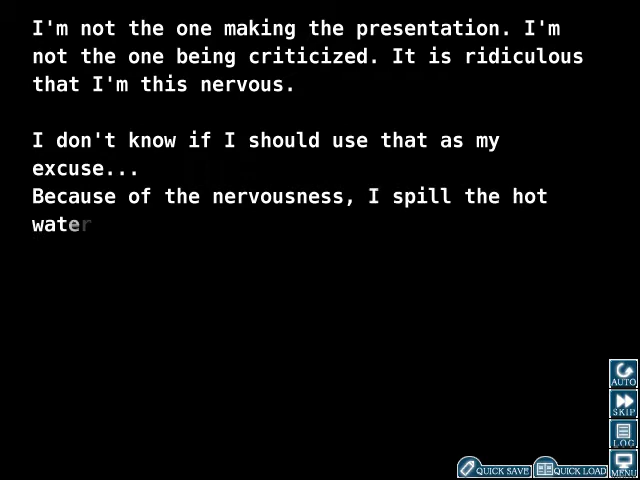 I'm not the one making the presentation. I'm
not the one being criticized. It is ridiculous
that I'm this nervous.
I don't know if I should use that as my
excuse...
Because of the nervousness, I spill the hot
water
AUTO
SKIP
LOG
MENU
QUICK SAVE
QUICK LOAD